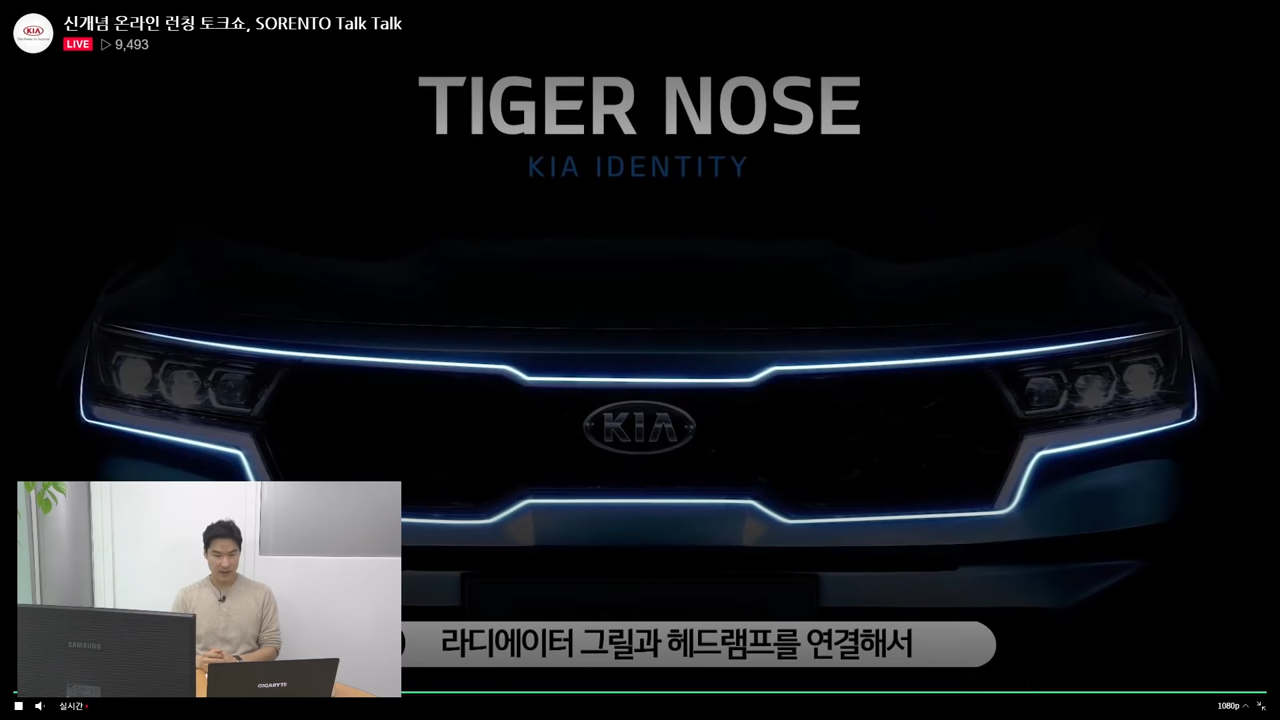 신개념 온라인 런칭 토크쇼, SORENTO Talk Talk
LIVE 9,493
KIA
TIGER NOSE
KIA IDENTITY
KIA
SAMSUNG
GIGABYTE
라디에이터 그릴과 헤드램프를 연결해서
실시간
1080p